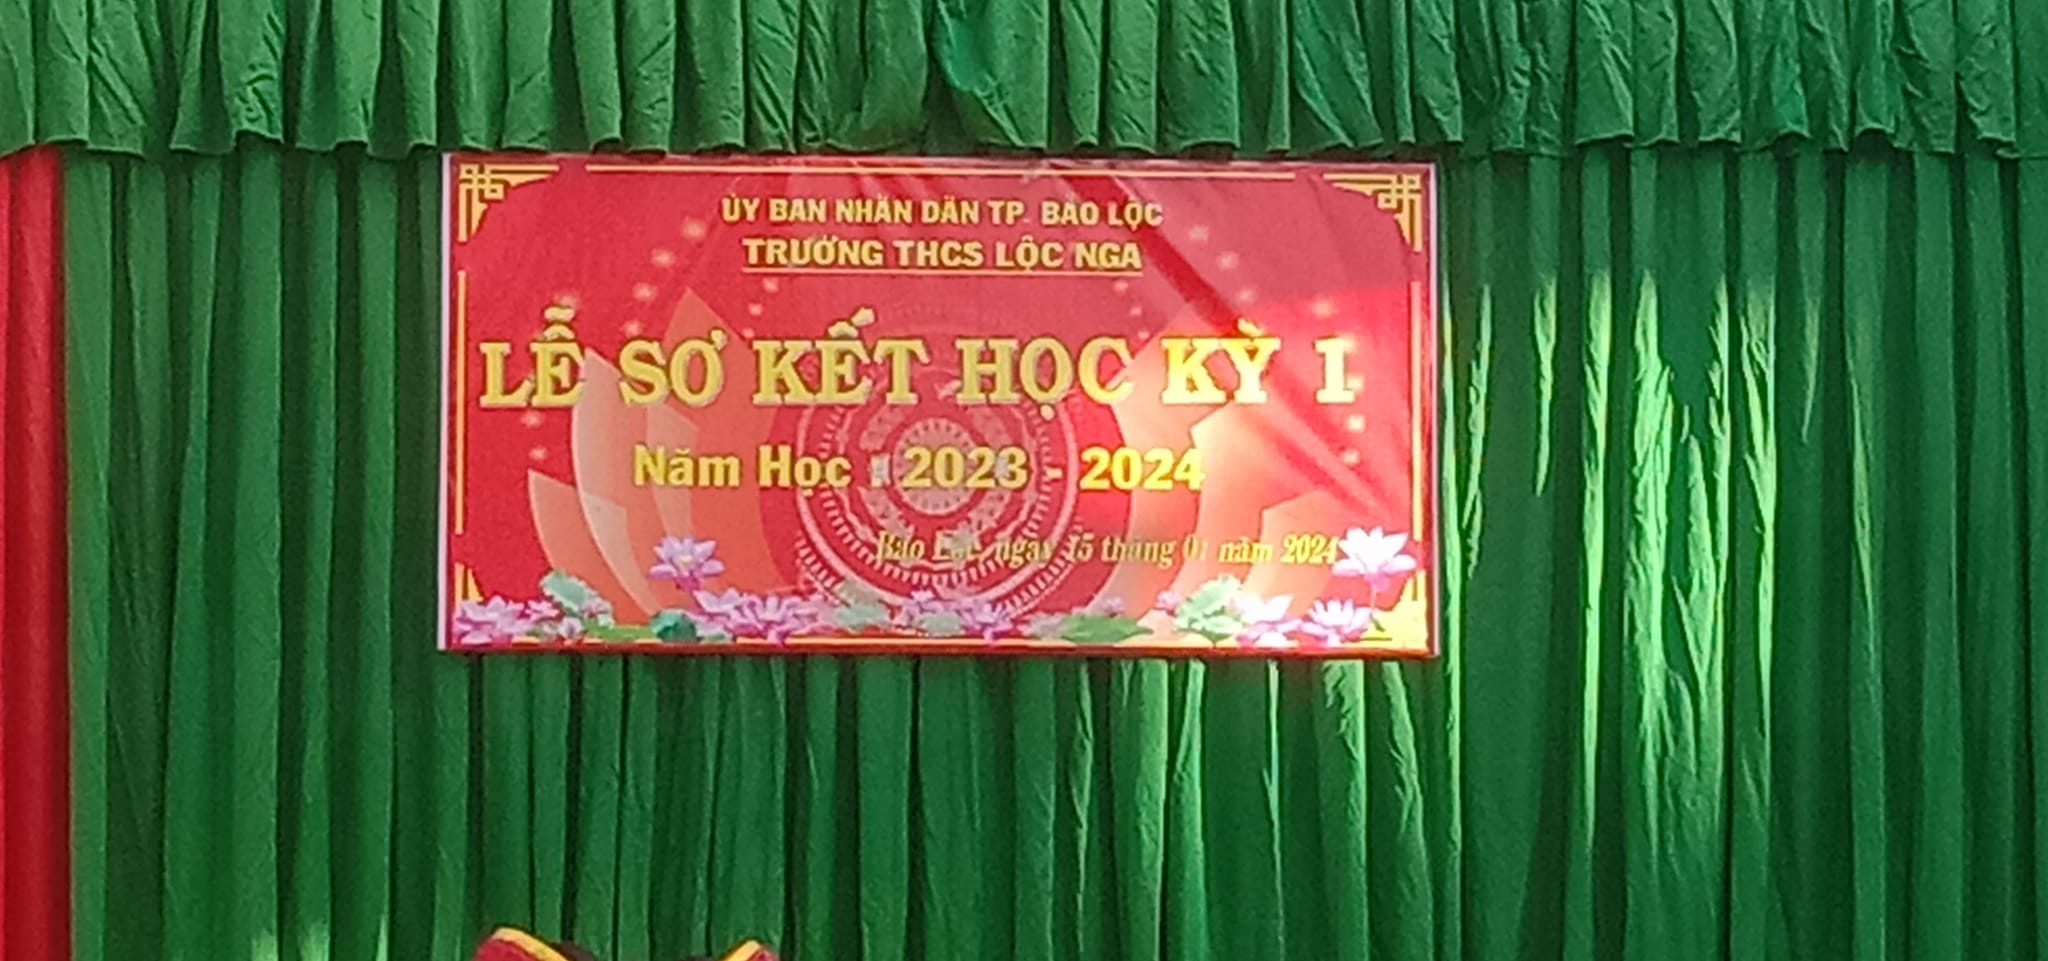 ỦY BAN NHÂN DÂN TP. BẢO LỘC
TRƯỜNG THCS LỘC NGA
LỄ SƠ KẾT HỌC KỲ 1
Năm Học : 2023 - 2024
Bảo Lộc, ngày 15 tháng 01 năm 2024